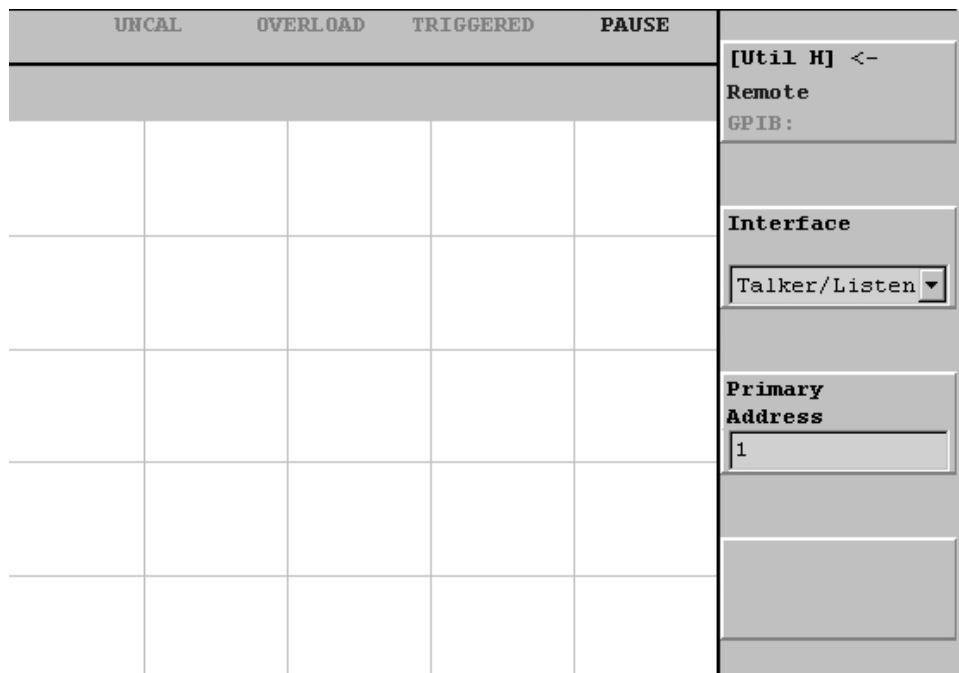 UNCAL OVERLOAD TRIGGERED PAUSE
[Util H] <-
Remote
GPIB:
Interface
Talker/Listen
Primary
Address
1